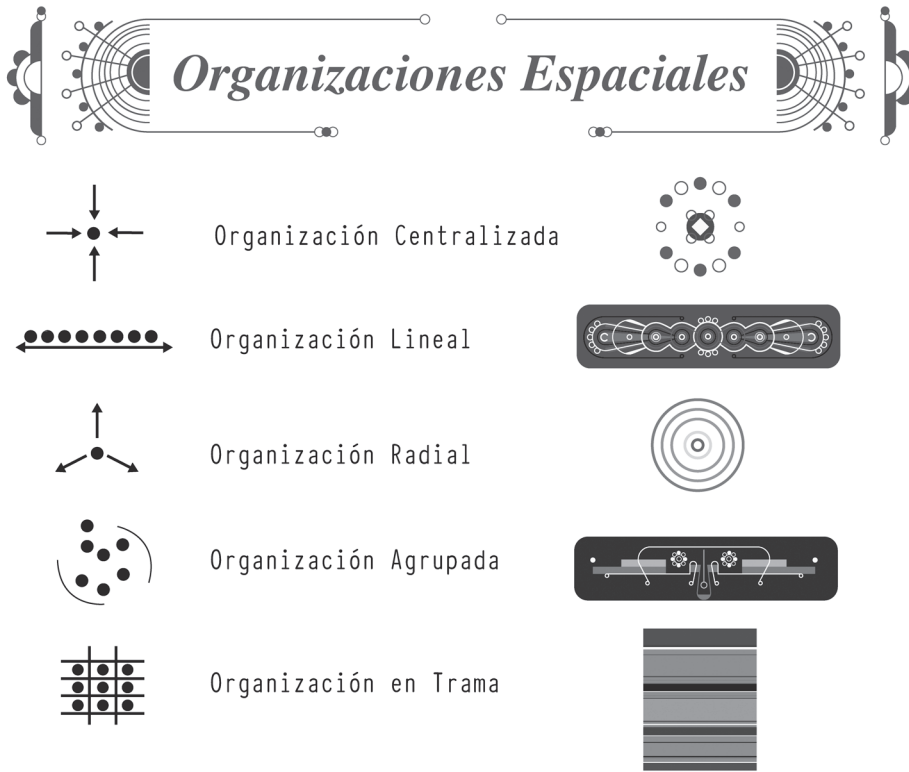 Organizaciones Espaciales
Organización Centralizada
Organización Lineal
Organización Radial
Organización Agrupada
Organización en Trama